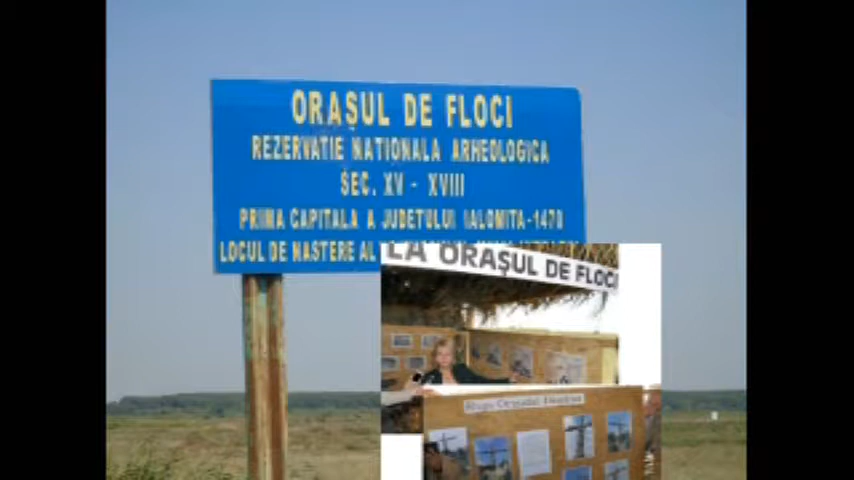 ORAȘUL DE FLOCI
REZERVATIE NATIONALA ARHEOLOGICA
SEC. XV - XVIII
PRIMA CAPITALA A JUDETULUI IALOMITA-1470
LOCUL DE NASTERE AL
LA ORAȘUL DE FLOCI